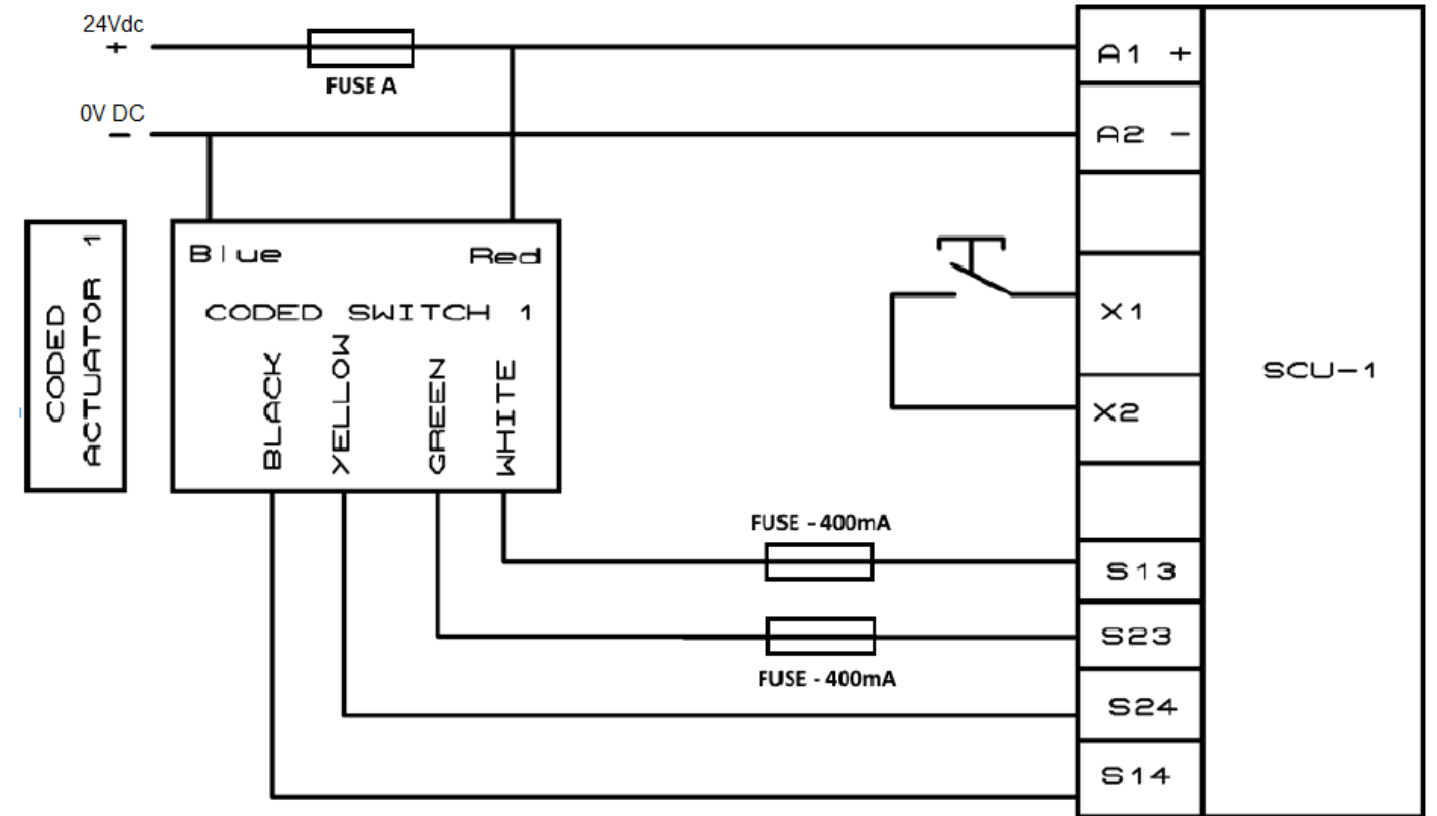 24Vdc
+
FUSE A
A1 +
0V DC
−
A2 −
Blue
Red
CODED SWITCH 1
BLACK
YELLOW
GREEN
WHITE
CODED
ACTUATOR 1
X1
X2
SCU-1
FUSE - 400mA
S13
S23
FUSE - 400mA
S24
S14